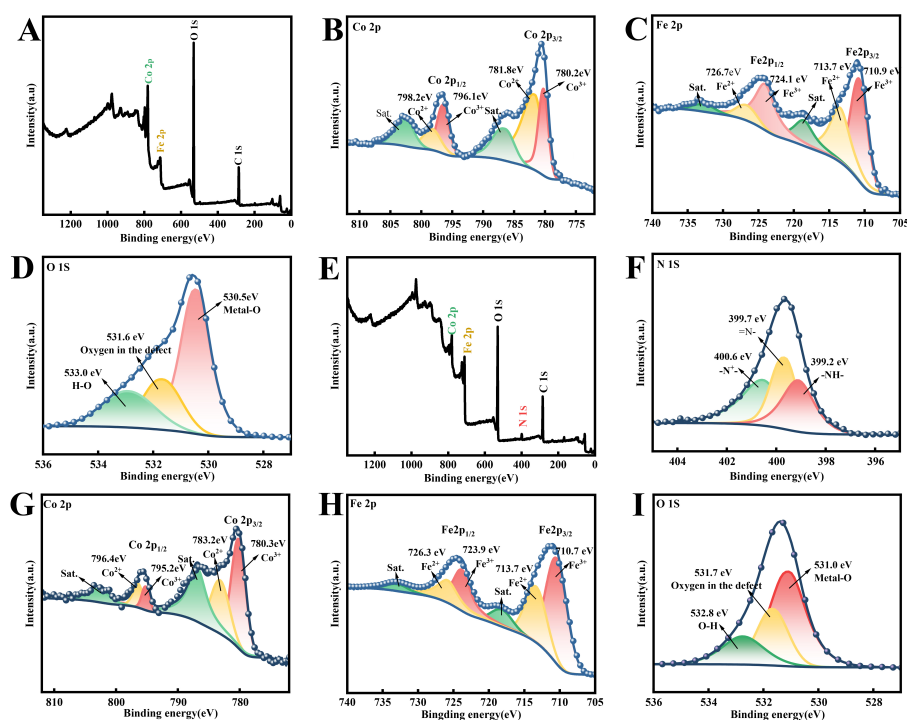 A
Intensity(a.u)
Co 2p
Fe 2p
O 1S
C 1S
1200 1000 800 600 400 200 0
Binding energy(eV)
B
Co 2p
Intensity(a.u.)
Co 2p3/2
781.8eV
Co2+
780.2eV
Co3+
Co 2p1/2
798.2eV
Co2+
796.1eV
Co3+
Sat.
Sat.
805 795 785 775
Binding energy(eV)
C
Fe 2p
Intensity(a.u.)
Fe2p1/2
Fe2p3/2
726.7eV
Fe2+
724.1 eV
Fe3+
713.7 eV
Fe2+
710.9 eV
Fe3+
Sat.
Sat.
740 735 730 725 720 715 710 705
Binding energy(eV)
D
O 1S
Intensity(a.u.)
530.5eV
Metal-O
531.6 eV
Oxygen in the defect
533.0 eV
H-O
536 534 532 530 528
Binding energy(eV)
E
Intensity(a.u.)
Co 2p
Fe 2p
O 1S
N 1S
C 1S
1200 1000 800 600 400 200 0
Binding energy(eV)
F
N 1S
Intensity(a.u.)
399.7 eV
=N-
400.6 eV
-N+-
399.2 eV
-NH-
404 402 400 398 396
Binding energy(eV)
G
Co 2p
Intensity(a.u.)
Co 2p3/2
783.2eV
Co2+
780.3eV
Co3+
Co 2p1/2
796.4eV
Co2+
795.2eV
Co3+
Sat.
Sat.
810 800 790 780
Binding energy(eV)
H
Fe 2p
Intensity(a.u.)
Fe2p1/2
Fe2p3/2
726.3 eV
Fe2+
723.9 eV
Fe3+
713.7 eV
Fe2+
710.7 eV
Fe3+
Sat.
Sat.
740 735 730 725 720 715 710 705
Bingding energy(eV)
I
O 1S
Intensity(a.u.)
531.7 eV
Oxygen in the defect
531.0 eV
Metal-O
532.8 eV
O-H
536 534 532 530 528
Binding energy(eV)